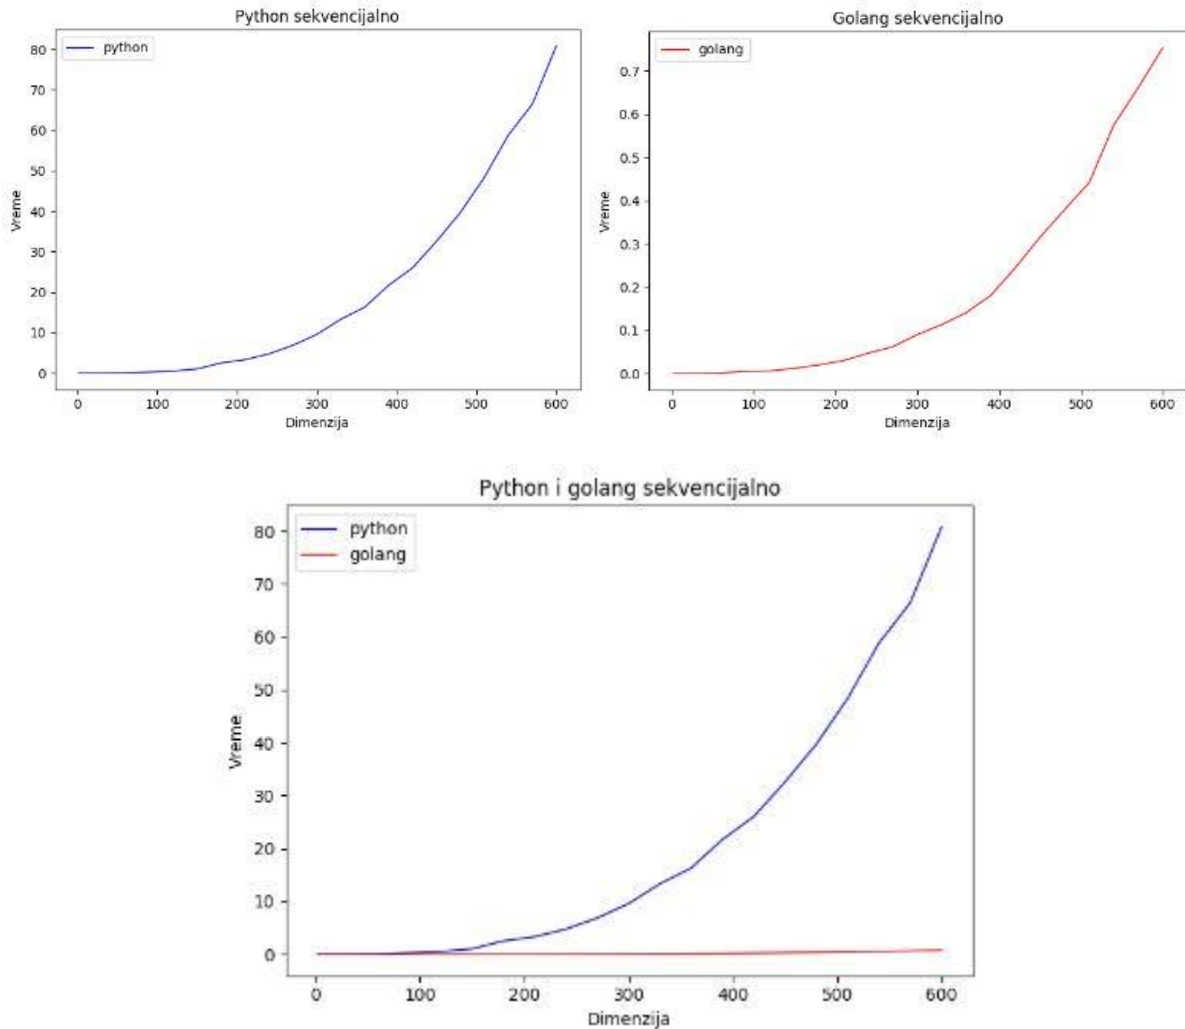 Python sekvencijalno
python
80
70
60
50
40
30
20
10
0
Vreme
0 100 200 300 400 500 600
Dimenzija
Golang sekvencijalno
golang
0.7
0.6
0.5
0.4
0.3
0.2
0.1
0.0
Vreme
0 100 200 300 400 500 600
Dimenzija
Python i golang sekvencijalno
python
golang
80
70
60
50
40
30
20
10
0
Vreme
0 100 200 300 400 500 600
Dimenzija